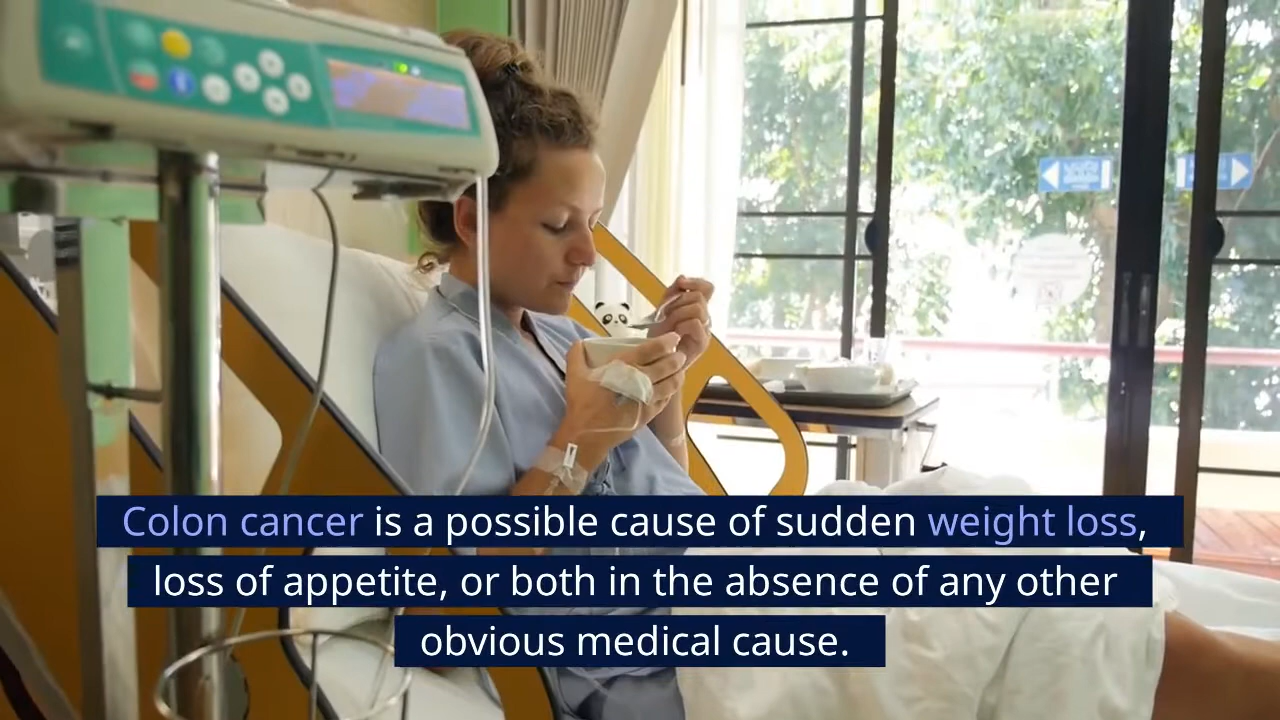 Colon cancer is a possible cause of sudden weight loss,
loss of appetite, or both in the absence of any other
obvious medical cause.